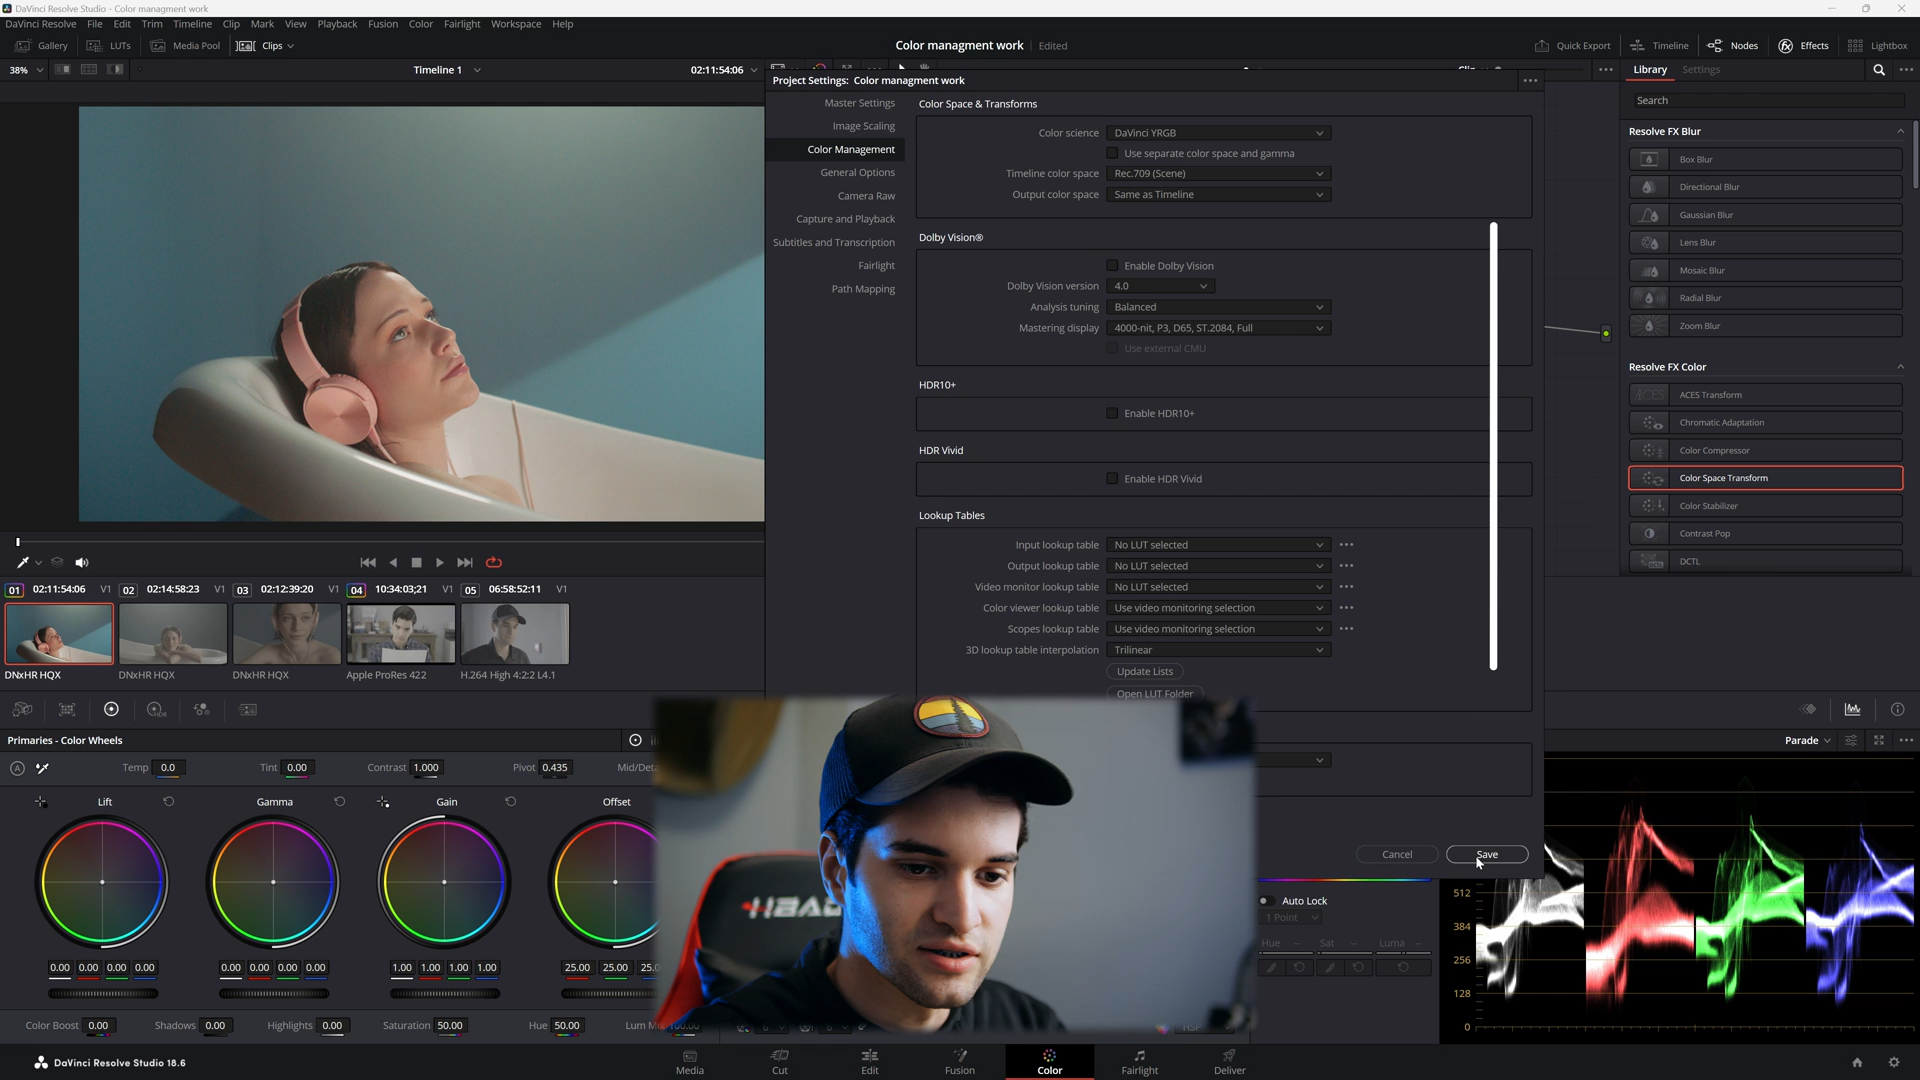 DaVinci Resolve Studio - Color managment work
DaVinci Resolve File Edit Trim Timeline Clip Mark View Playback Fusion Color Fairlight Workspace Help
Gallery LUTs Media Pool Clips Color managment work Edited Quick Export Timeline Nodes Effects Lightbox
38% Timeline 1 02:11:54:06 Library Settings
Project Settings: Color managment work
Search
Master Settings
Image Scaling
Color Management
General Options
Camera Raw
Capture and Playback
Subtitles and Transcription
Fairlight
Path Mapping
Color Space & Transforms
Color science DaVinci YRGB
Use separate color space and gamma
Timeline color space Rec.709 (Scene)
Output color space Same as Timeline
Dolby Vision®
Enable Dolby Vision
Dolby Vision version 4.0
Analysis tuning Balanced
Mastering display 4000-nit, P3, D65, ST.2084, Full
Use external CMU
HDR10+
Enable HDR10+
HDR Vivid
Enable HDR Vivid
Lookup Tables
Input lookup table No LUT selected
Output lookup table No LUT selected
Video monitor lookup table No LUT selected
Color viewer lookup table Use video monitoring selection
Scopes lookup table Use video monitoring selection
3D lookup table interpolation Trilinear
Update Lists
Open LUT Folder
Cancel Save
Resolve FX Blur
Box Blur
Directional Blur
Gaussian Blur
Lens Blur
Mosaic Blur
Radial Blur
Zoom Blur
Resolve FX Color
ACES Transform
Chromatic Adaptation
Color Compressor
Color Space Transform
Color Stabilizer
Contrast Pop
DCTL
01 02:11:54:06 V1 02 02:14:58:23 V1 03 02:12:39:20 V1 04 10:34:03;21 V1 05 06:58:52:11 V1
DNxHR HQX DNxHR HQX DNxHR HQX Apple ProRes 422 H.264 High 4:2:2 L4.1
Primaries - Color Wheels
Parade
Temp 0.0 Tint 0.00 Contrast 1.000 Pivot 0.435 Mid/Deta
Lift Gamma Gain Offset
0.00 0.00 0.00 0.00 0.00 0.00 0.00 0.00 1.00 1.00 1.00 1.00 25.00 25.00 25.0
Color Boost 0.00 Shadows 0.00 Highlights 0.00 Saturation 50.00 Hue 50.00 Lum M
Auto Lock
1 Point
Hue Sat Luma
HSP
512
384
256
128
0
DaVinci Resolve Studio 18.6
Media Cut Edit Fusion Color Fairlight Deliver